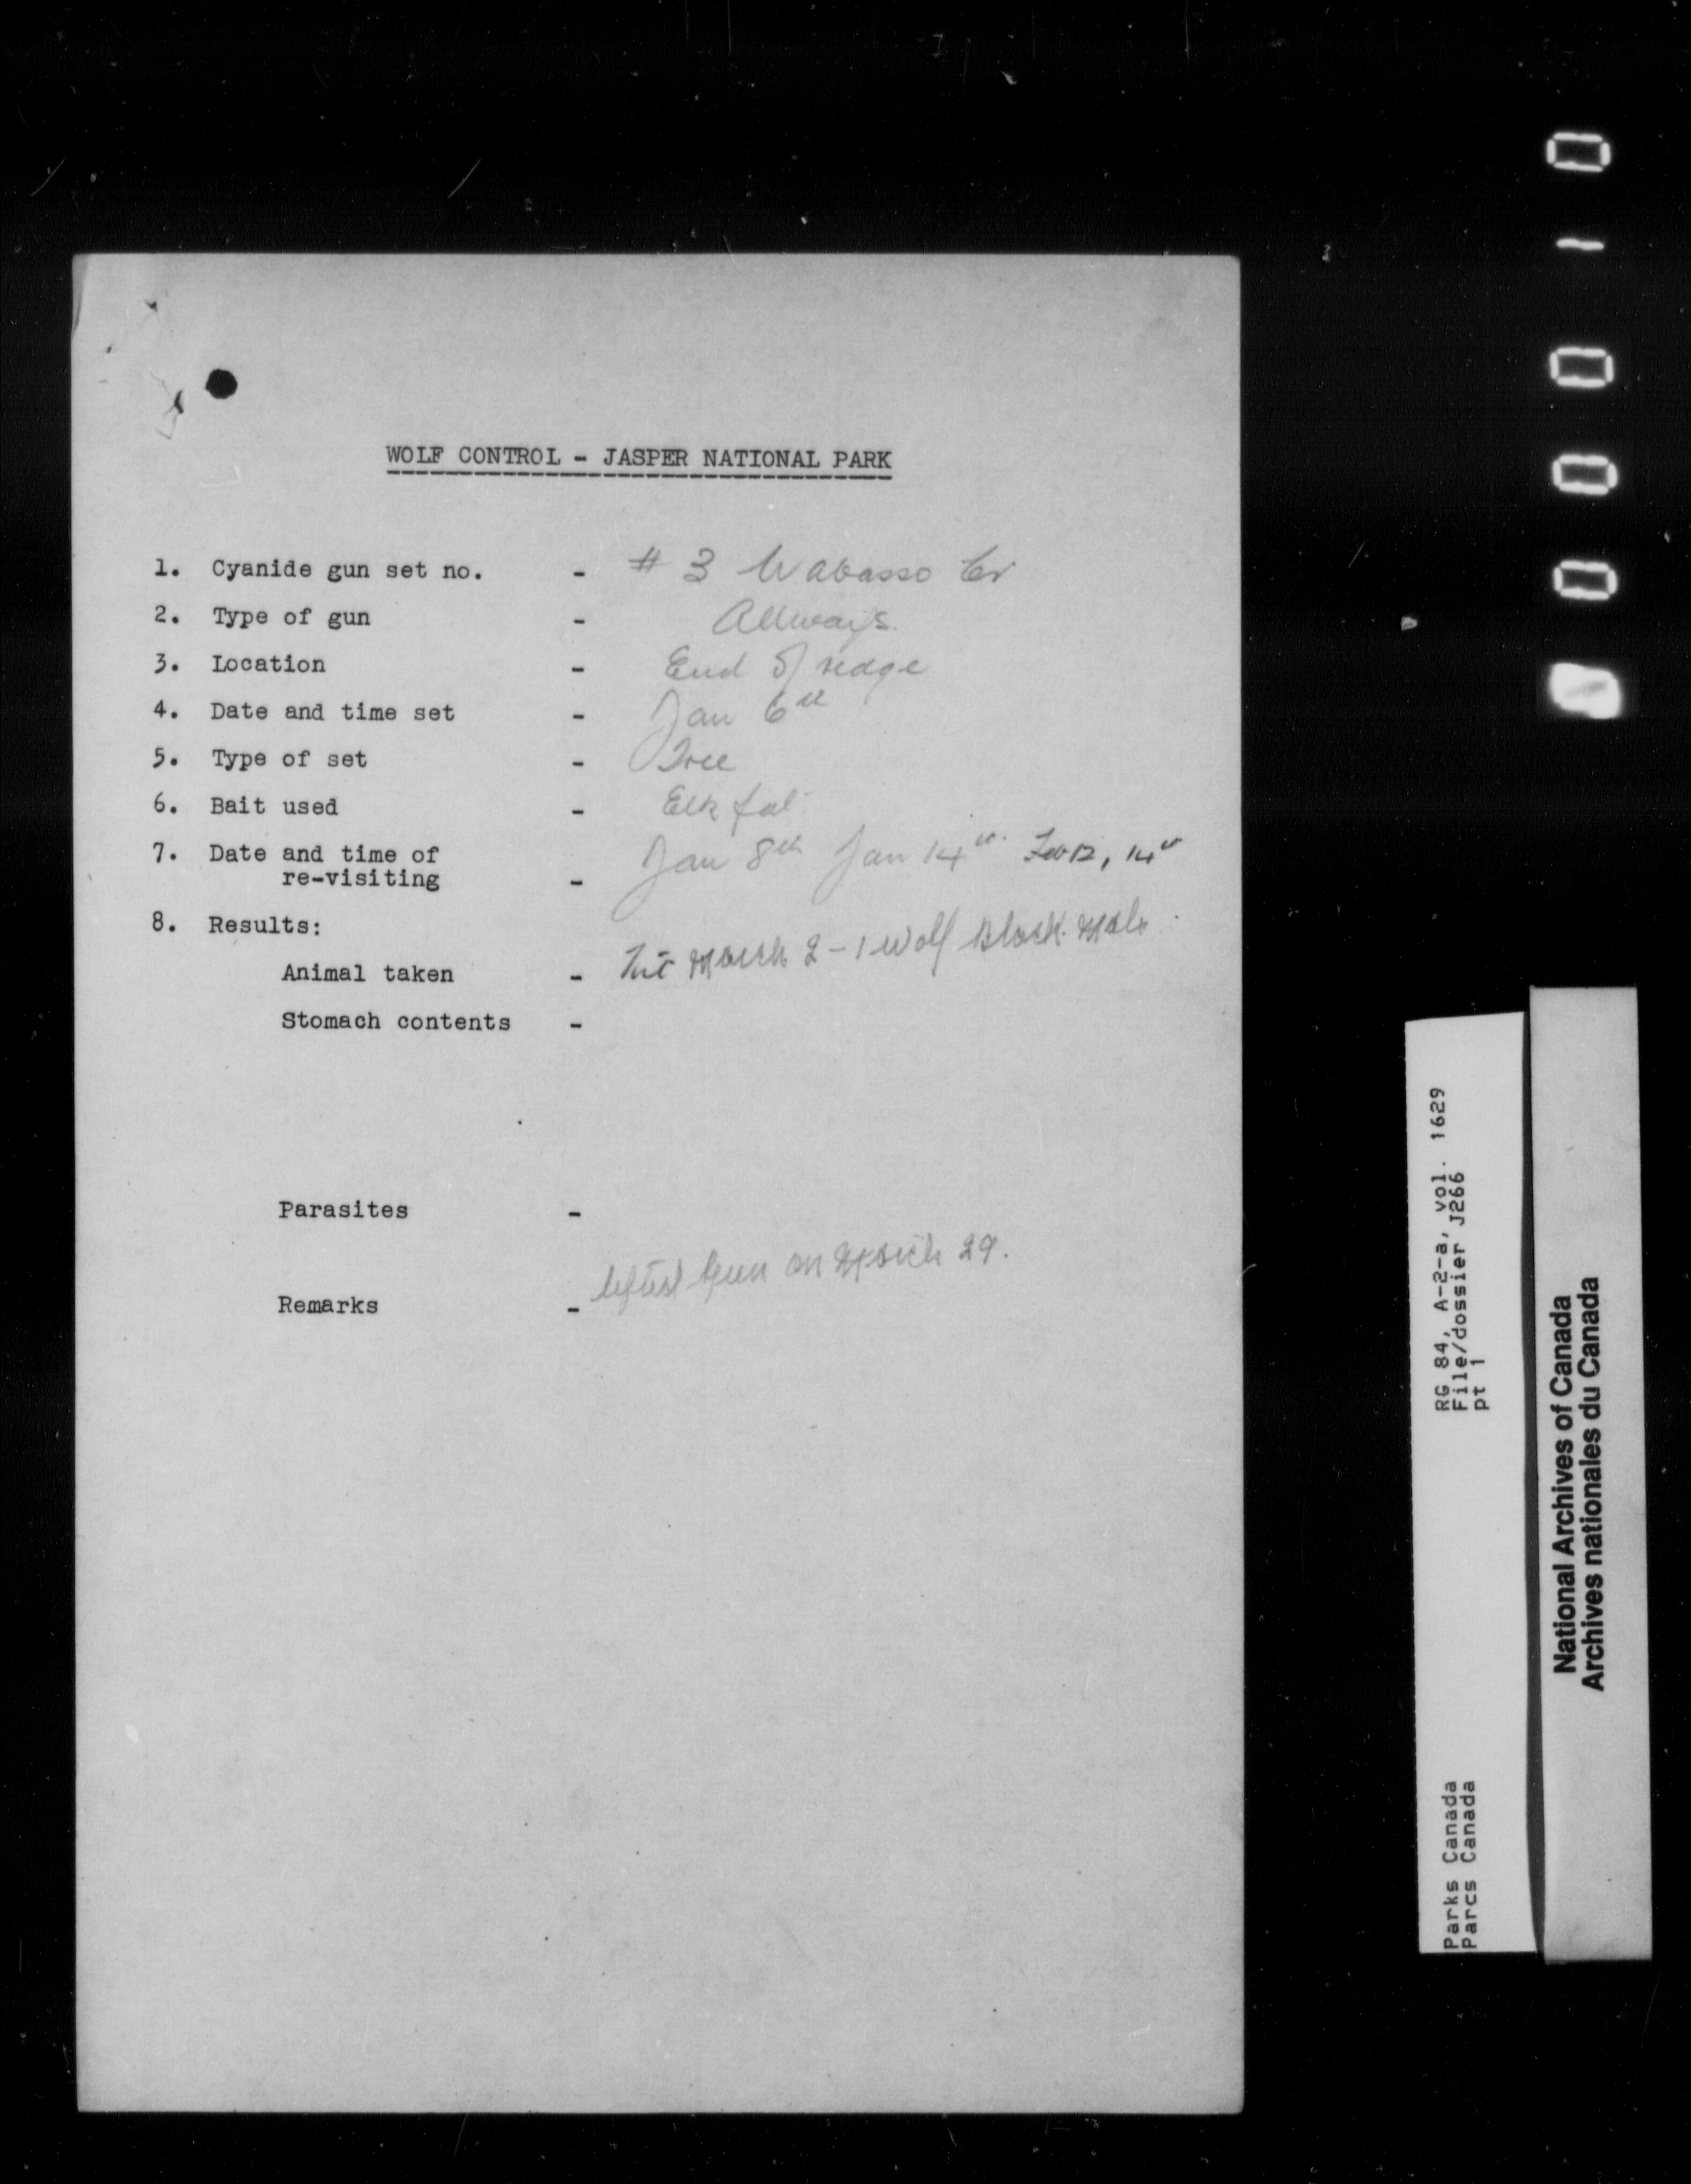 WOLF CONTROL - JASPER NATIONAL PARK
1. Cyanide gun set no. - # 3 Wabasso Cr
2. Type of gun - Allways.
3. Location - End of ridge
4. Date and time set - Jan 6th
5. Type of set - Tree
6. Bait used - Elk fat
7. Date and time of
re-visiting - Jan 8th Jan 14th Feb 12, 14th
8. Results:
Animal taken - March 2 - 1 Wolf Black. Male
Stomach contents -
Parasites -
Remarks - lifted Gun on March 29.
0 1 0 0 0
RG 84, A-2-a, vol. 1629
File/dossier J266
pt 1
Parks Canada
Parcs Canada
National Archives of Canada
Archives nationales du Canada